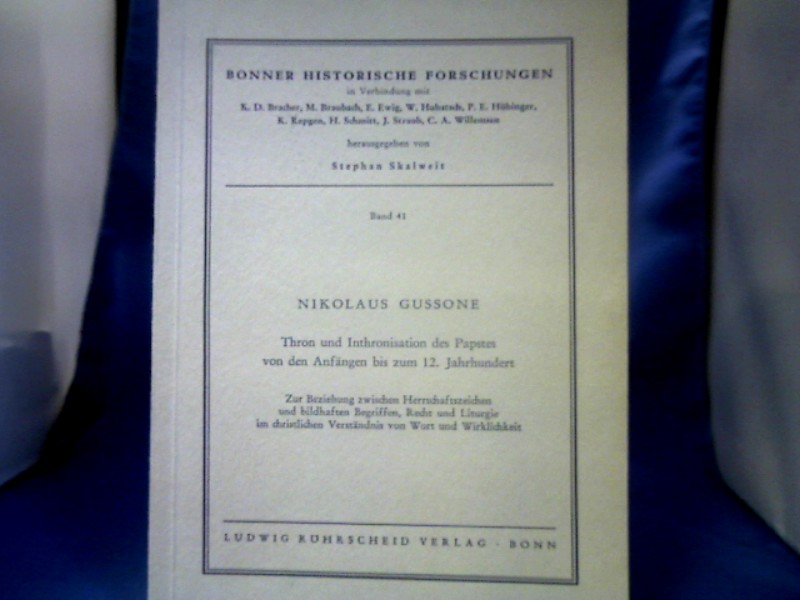 BONNER HISTORISCHE FORSCHUNGEN
in Verbindung mit
K. D. Bracher, M. Braubach, E. Ewig, W. Hubatsch, P. E. Hübinger,
K. Repgen, H. Schmitt, J. Straub, C. A. Willemsen
herausgegeben von
Stephan Skalweit
Band 41
NIKOLAUS GUSSONE
Thron und Inthronisation des Papstes
von den Anfängen bis zum 12. Jahrhundert
Zur Beziehung zwischen Herrschaftszeichen
und bildhaften Begriffen, Recht und Liturgie
im christlichen Verständnis von Wort und Wirklichkeit
LUDWIG RÖHRSCHEID VERLAG · BONN